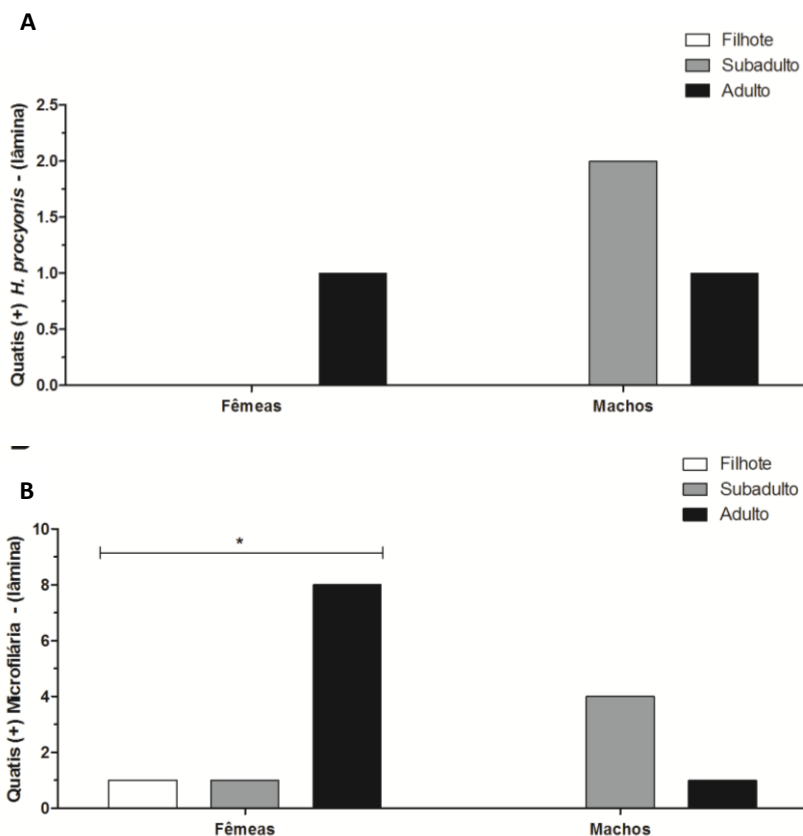 A
Filhote
Subadulto
Adulto
Quatis (+) H. procyonis - (lâmina)
2.5
2.0
1.5
1.0
0.5
0.0
Fêmeas
Machos
B
Filhote
Subadulto
Adulto
Quatis (+) Microfilária - (lâmina)
10
8
6
4
2
0
*
Fêmeas
Machos